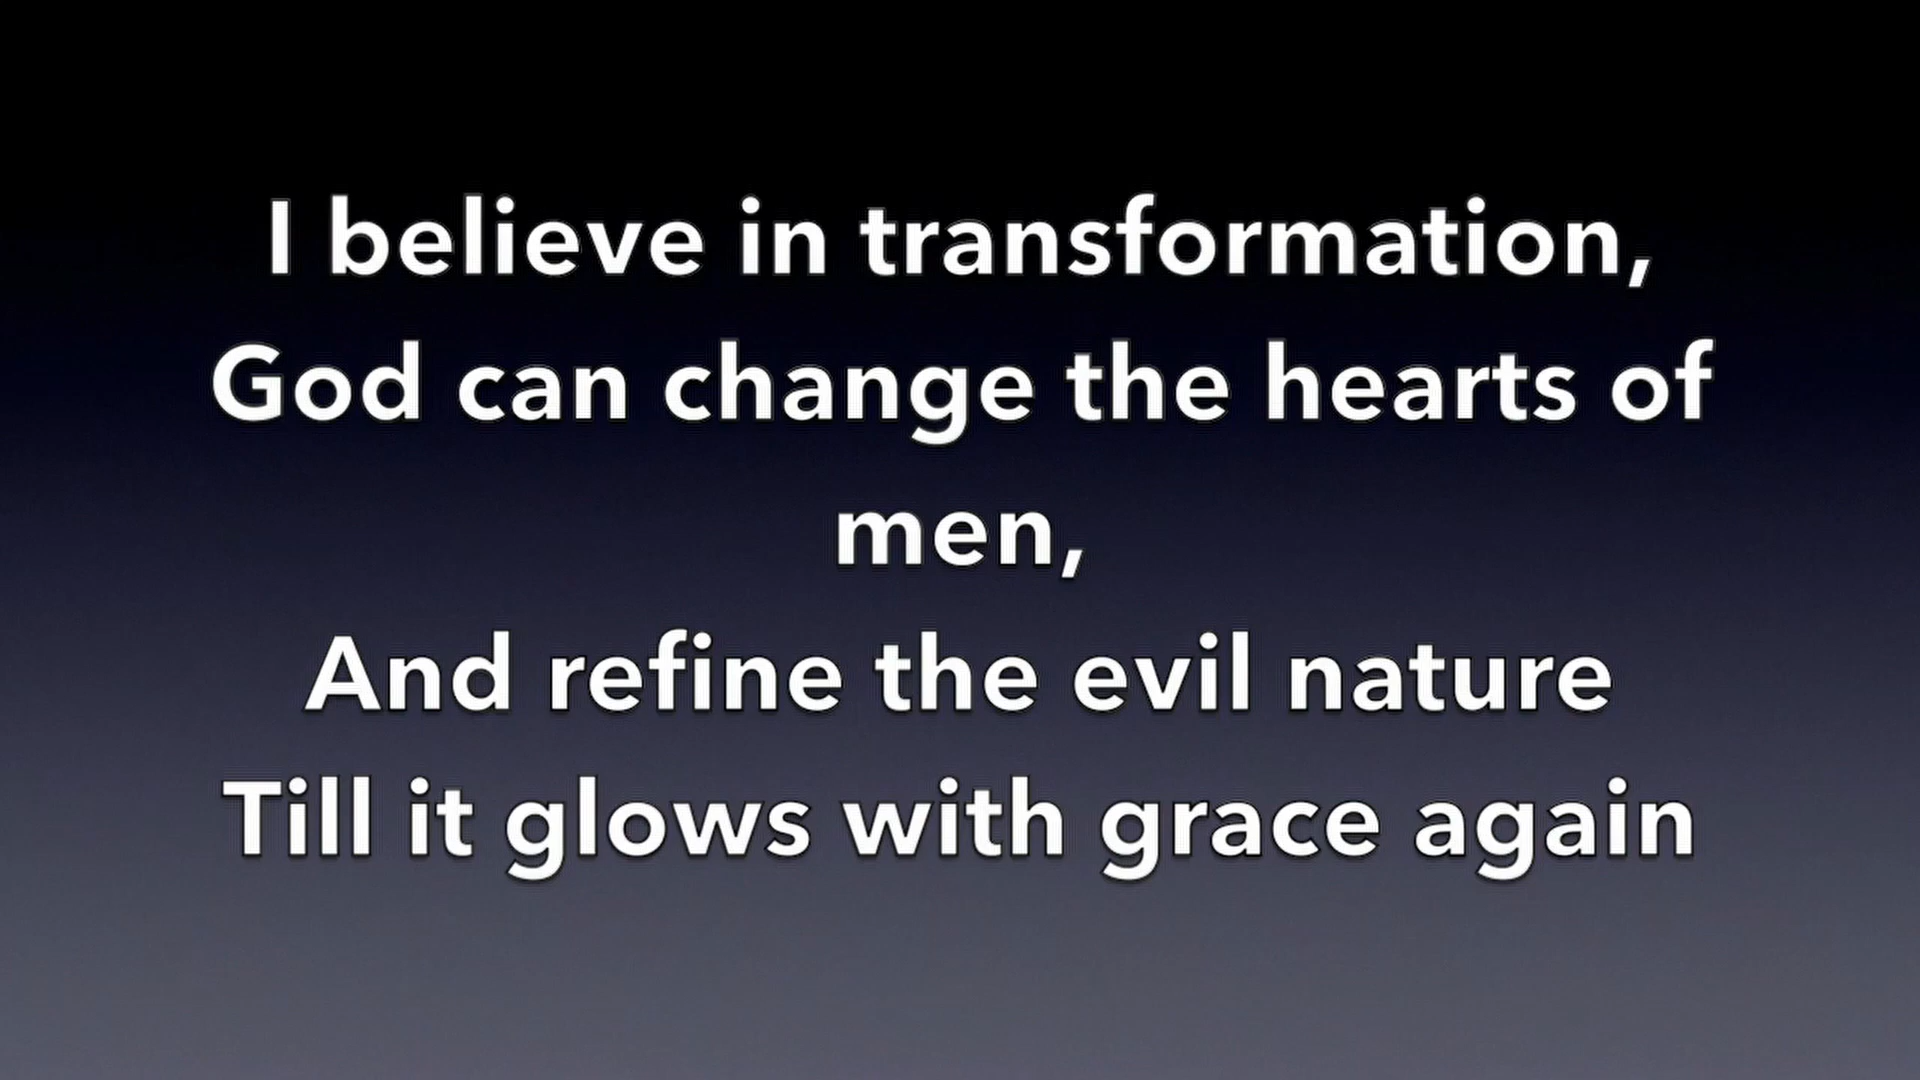 I believe in transformation,
God can change the hearts of
men,
And refine the evil nature
Till it glows with grace again